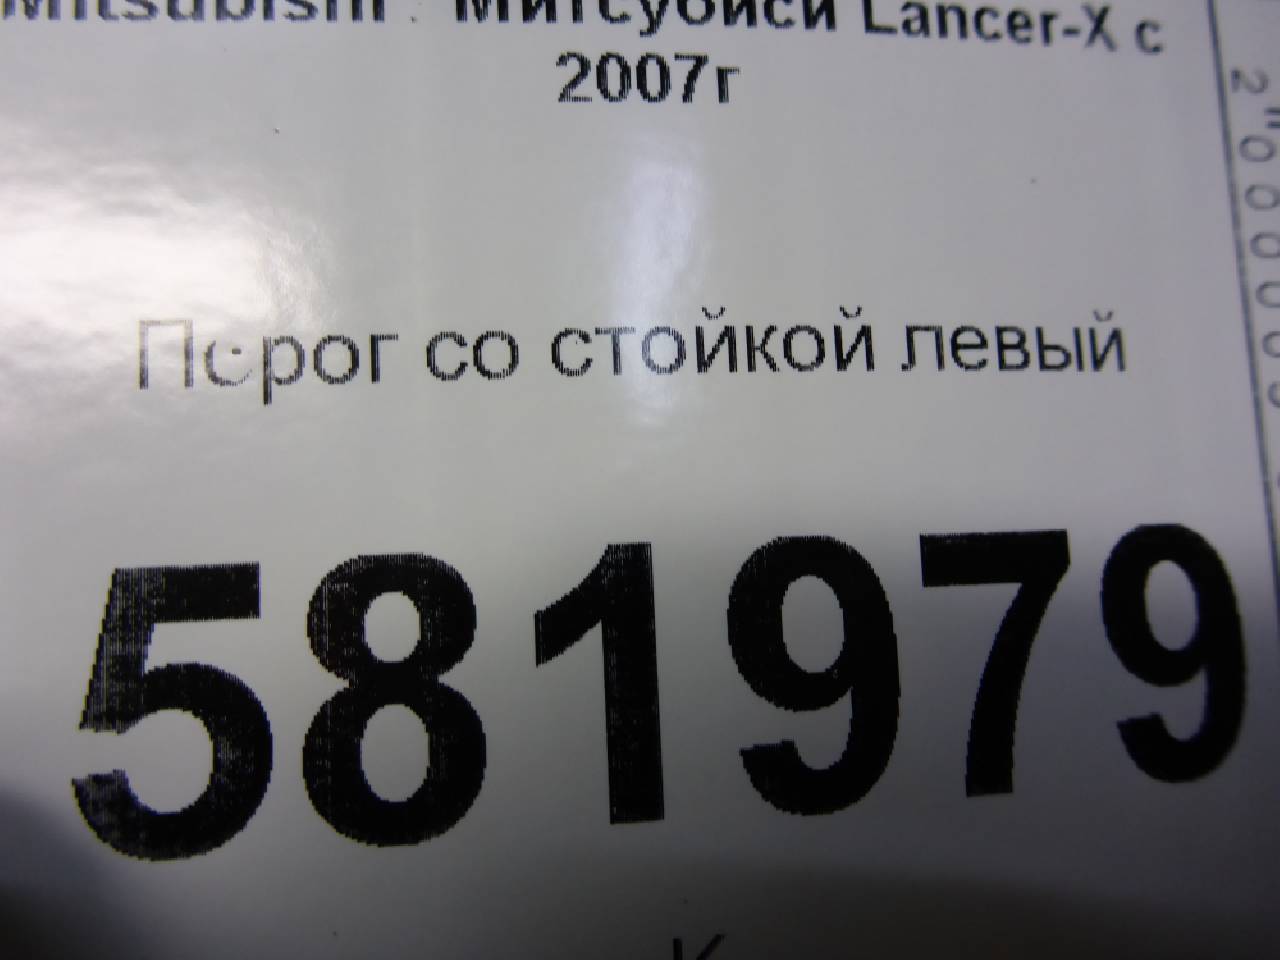 Mitsubishi . Митсубиси Lancer-X с
2007г
Порог со стойкой левый
581979